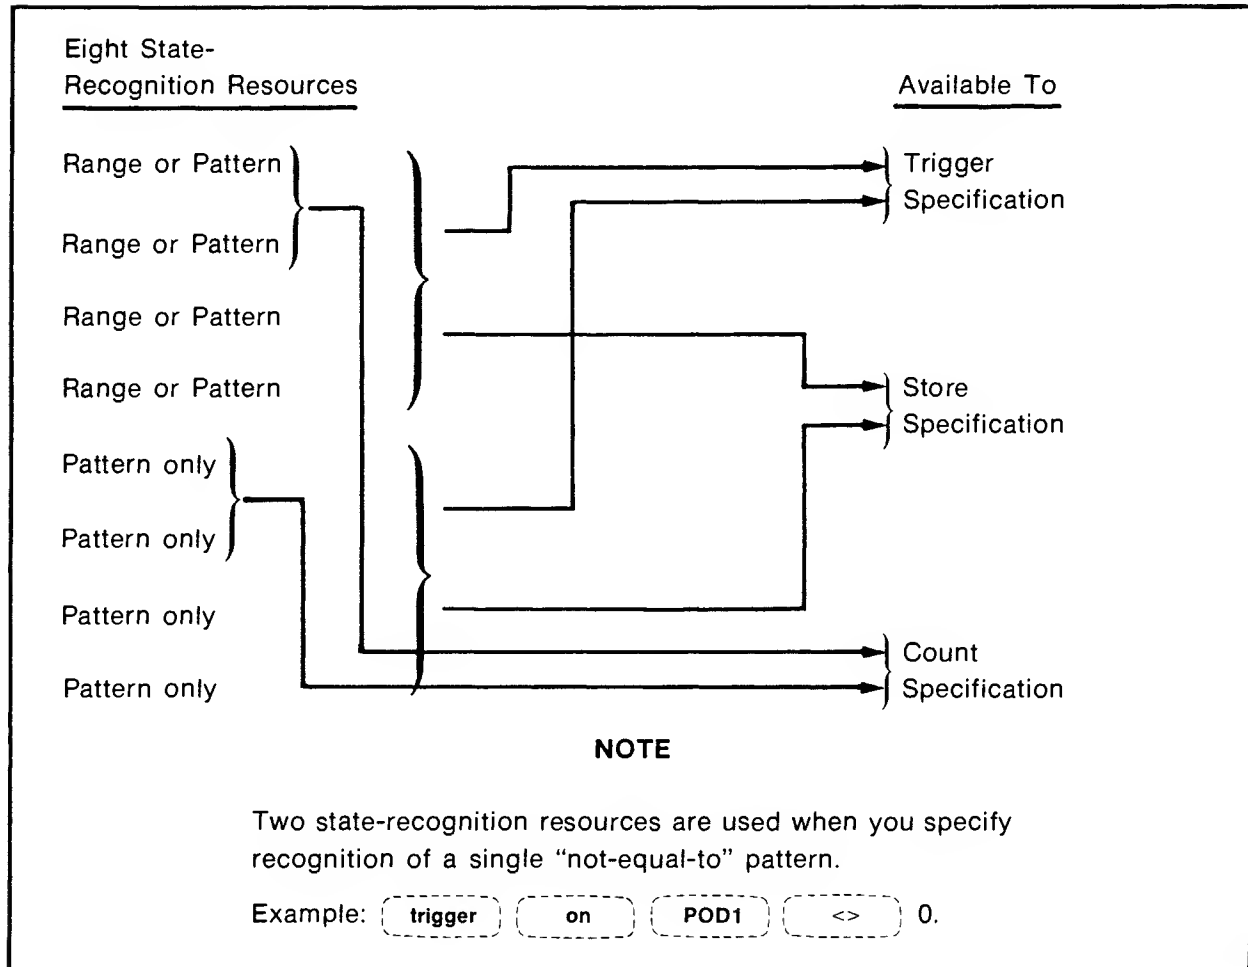 Eight State-
Recognition Resources
Available To
Range or Pattern
Range or Pattern
Range or Pattern
Range or Pattern
Pattern only
Pattern only
Pattern only
Pattern only
Trigger
Specification
Store
Specification
Count
Specification
NOTE
Two state-recognition resources are used when you specify
recognition of a single “not-equal-to” pattern.
Example: trigger on POD1 <> 0.